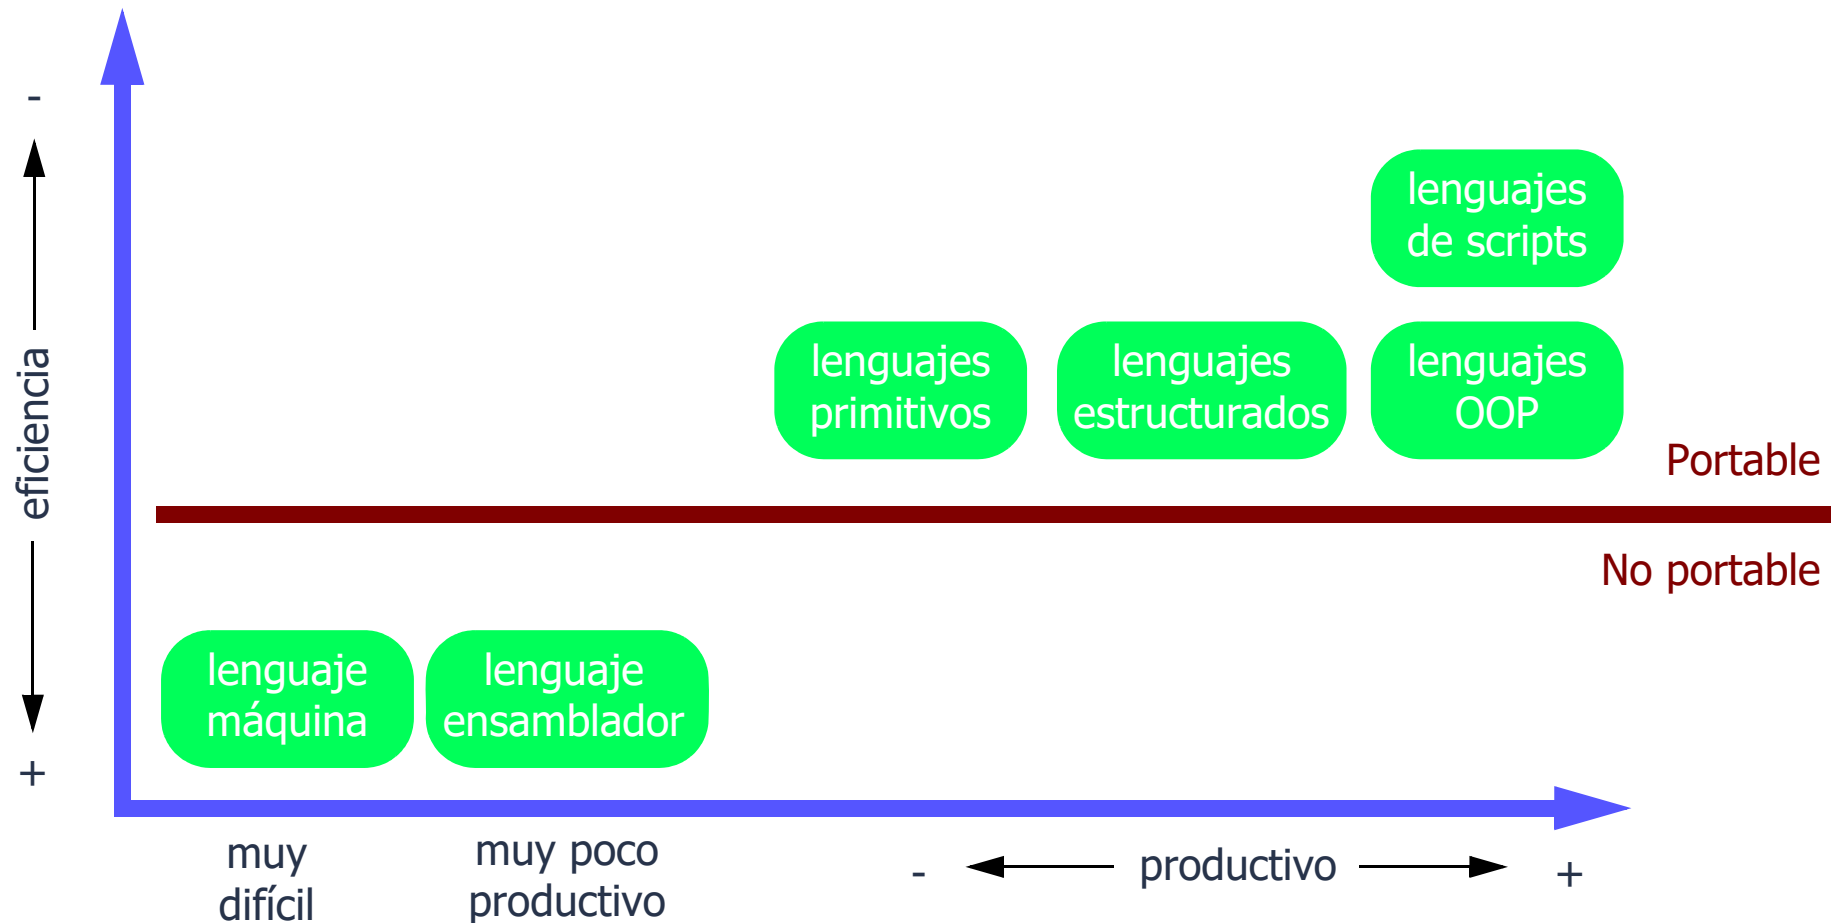 -
eficiencia
+
lenguajes
de scripts
lenguajes
primitivos
lenguajes
estructurados
lenguajes
OOP
Portable
No portable
lenguaje
máquina
lenguaje
ensamblador
muy
difícil
muy poco
productivo
- productivo +